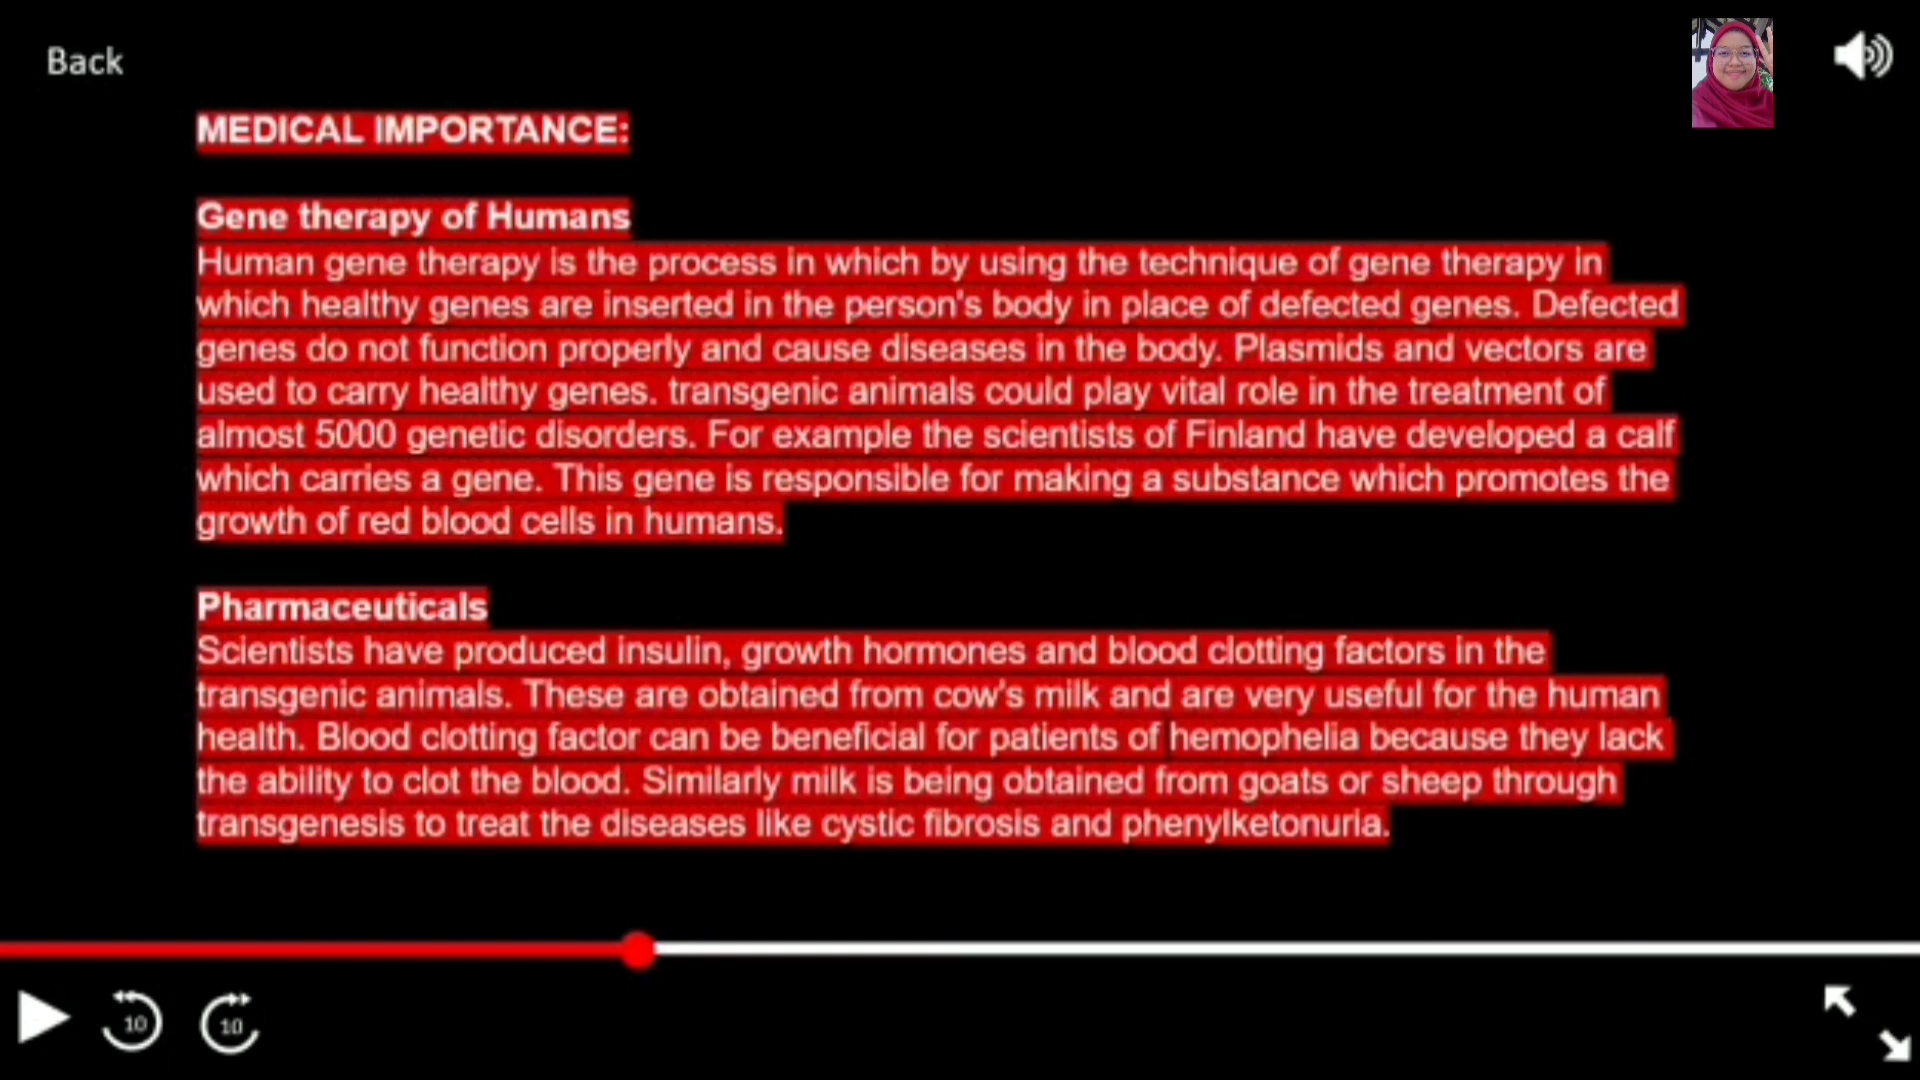 Back
MEDICAL IMPORTANCE:
Gene therapy of Humans
Human gene therapy is the process in which by using the technique of gene therapy in
which healthy genes are inserted in the person's body in place of defected genes. Defected
genes do not function properly and cause diseases in the body. Plasmids and vectors are
used to carry healthy genes. transgenic animals could play vital role in the treatment of
almost 5000 genetic disorders. For example the scientists of Finland have developed a calf
which carries a gene. This gene is responsible for making a substance which promotes the
growth of red blood cells in humans.
Pharmaceuticals
Scientists have produced insulin, growth hormones and blood clotting factors in the
transgenic animals. These are obtained from cow's milk and are very useful for the human
health. Blood clotting factor can be beneficial for patients of hemophelia because they lack
the ability to clot the blood. Similarly milk is being obtained from goats or sheep through
transgenesis to treat the diseases like cystic fibrosis and phenylketonuria.
10 10